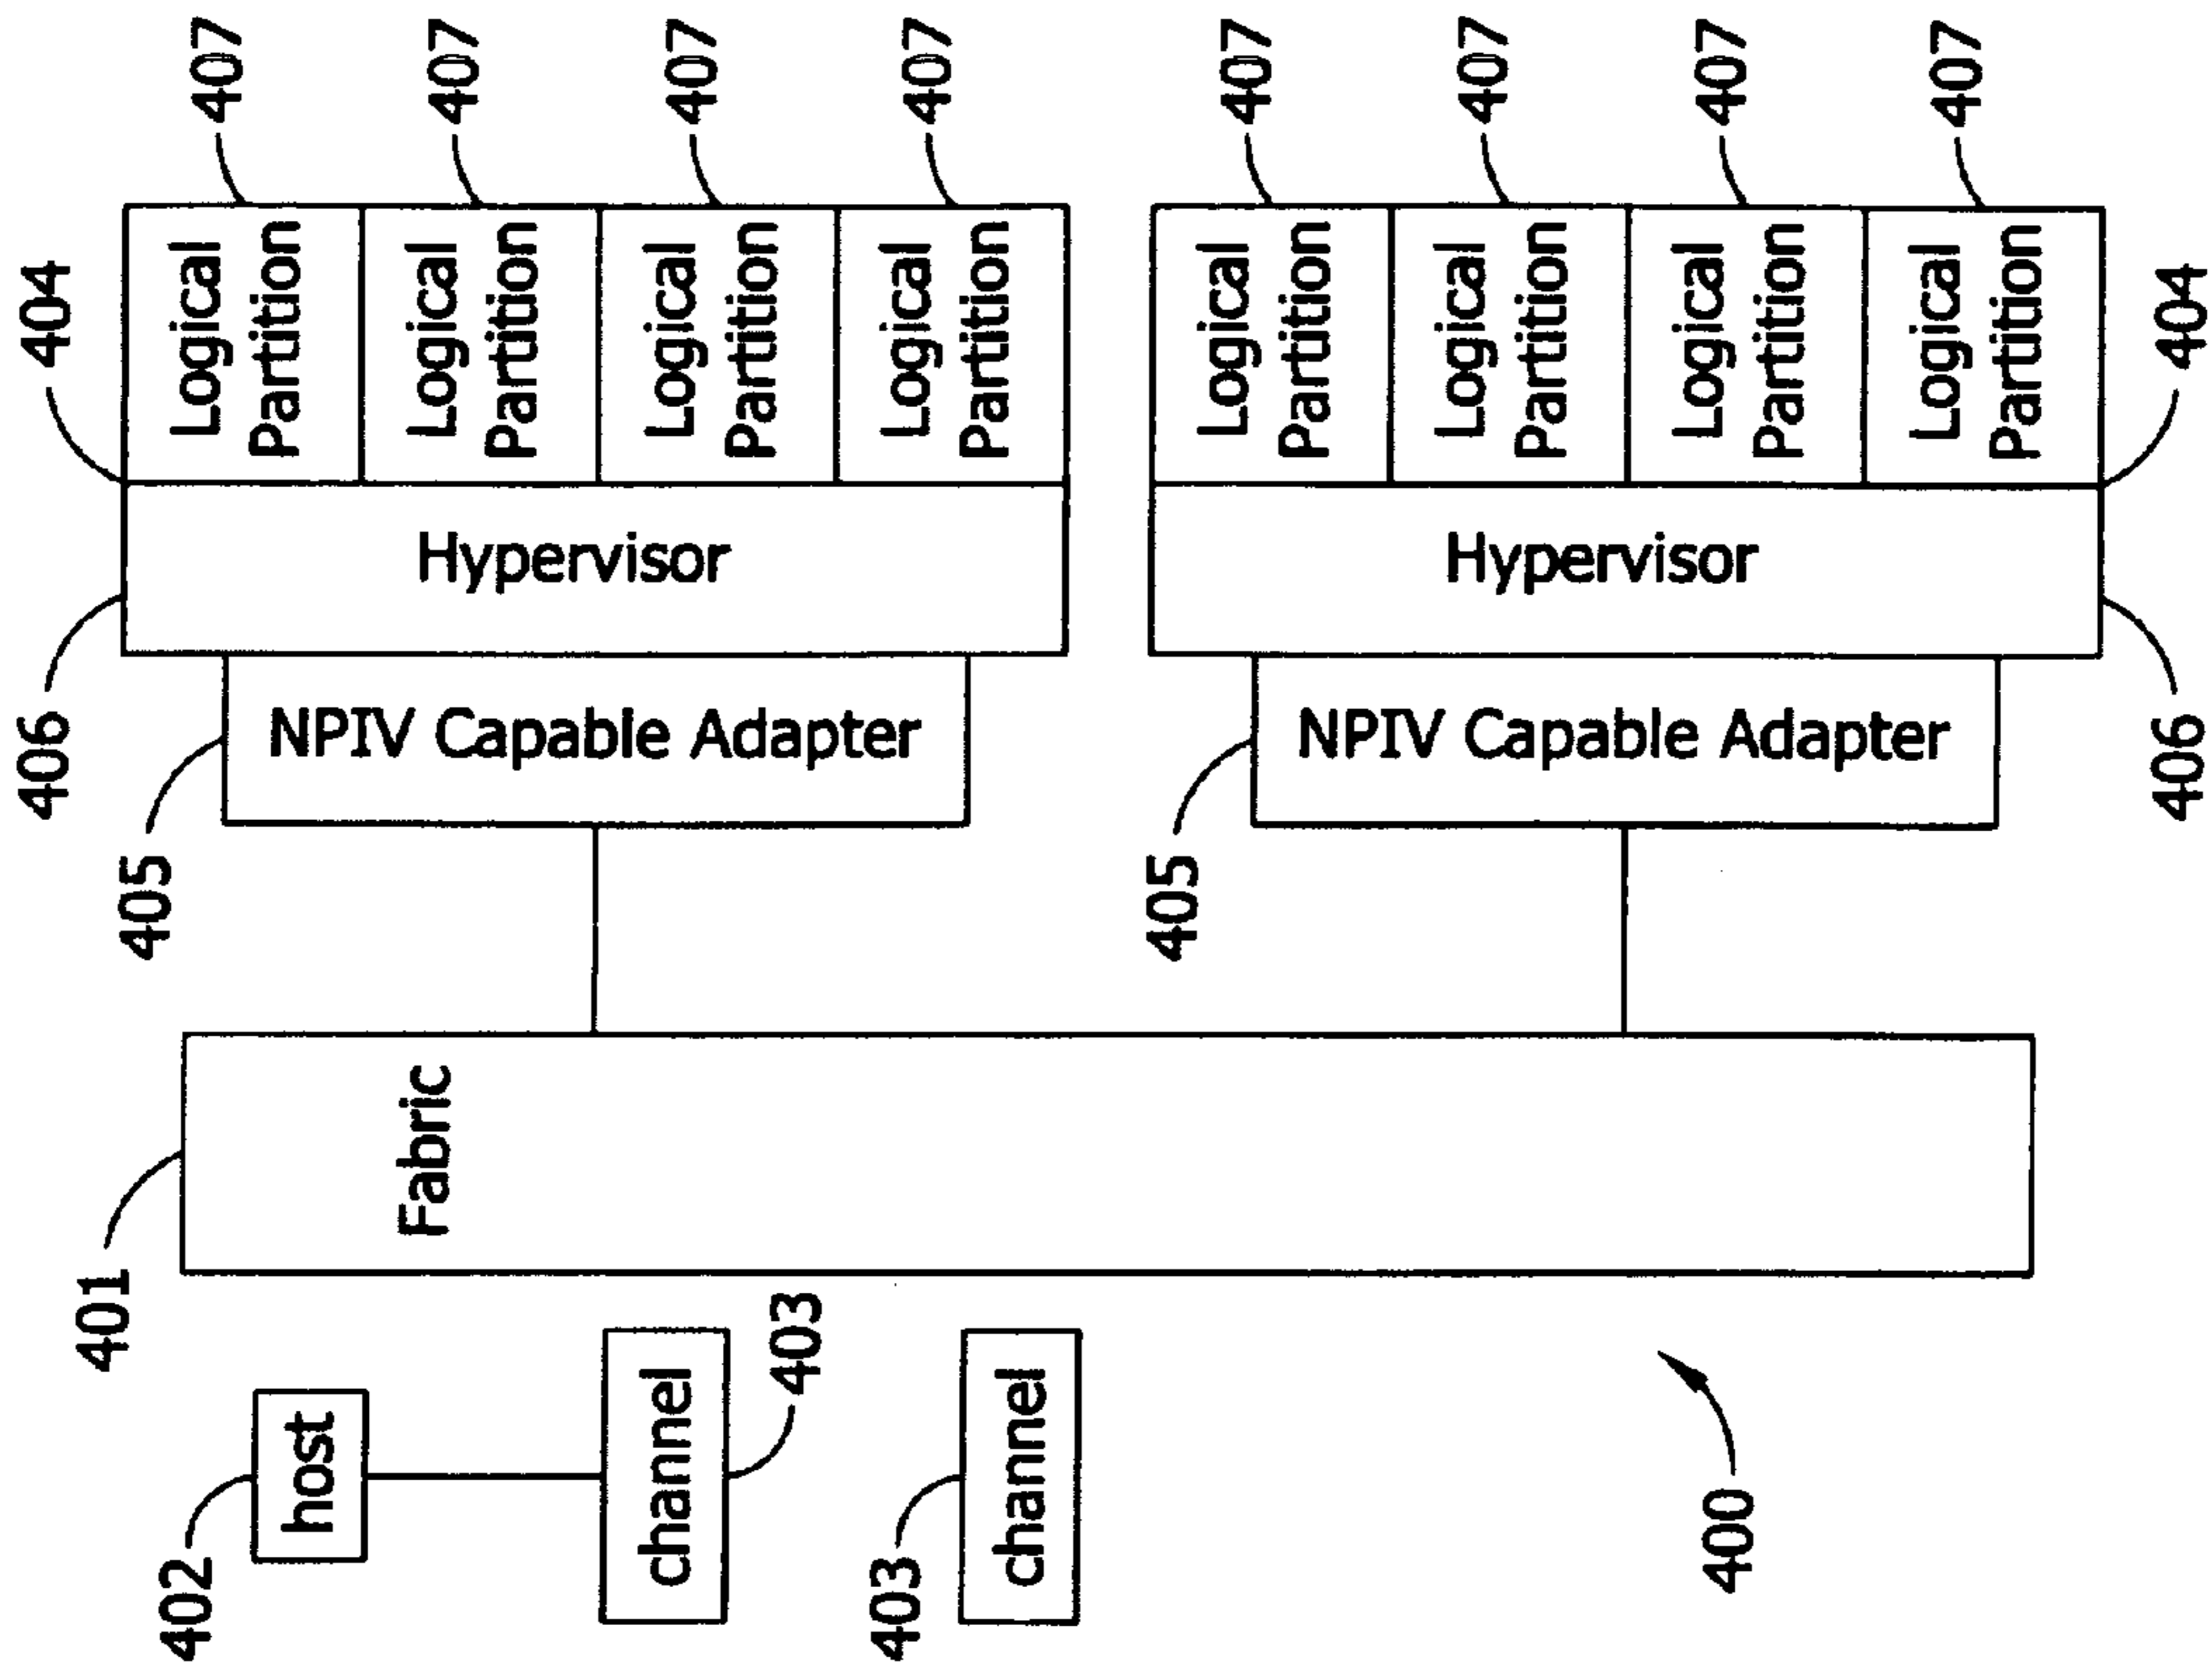 407
407
407
407
407
407
407
407
404
Logical
Partition
Logical
Partition
Logical
Partition
Logical
Partition
Logical
Partition
Logical
Partition
Logical
Partition
Logical
Partition
404
Hypervisor
Hypervisor
406
NPIV Capable Adapter
NPIV Capable Adapter
406
405
405
Fabric
401
403
402
host
channel
403
channel
400